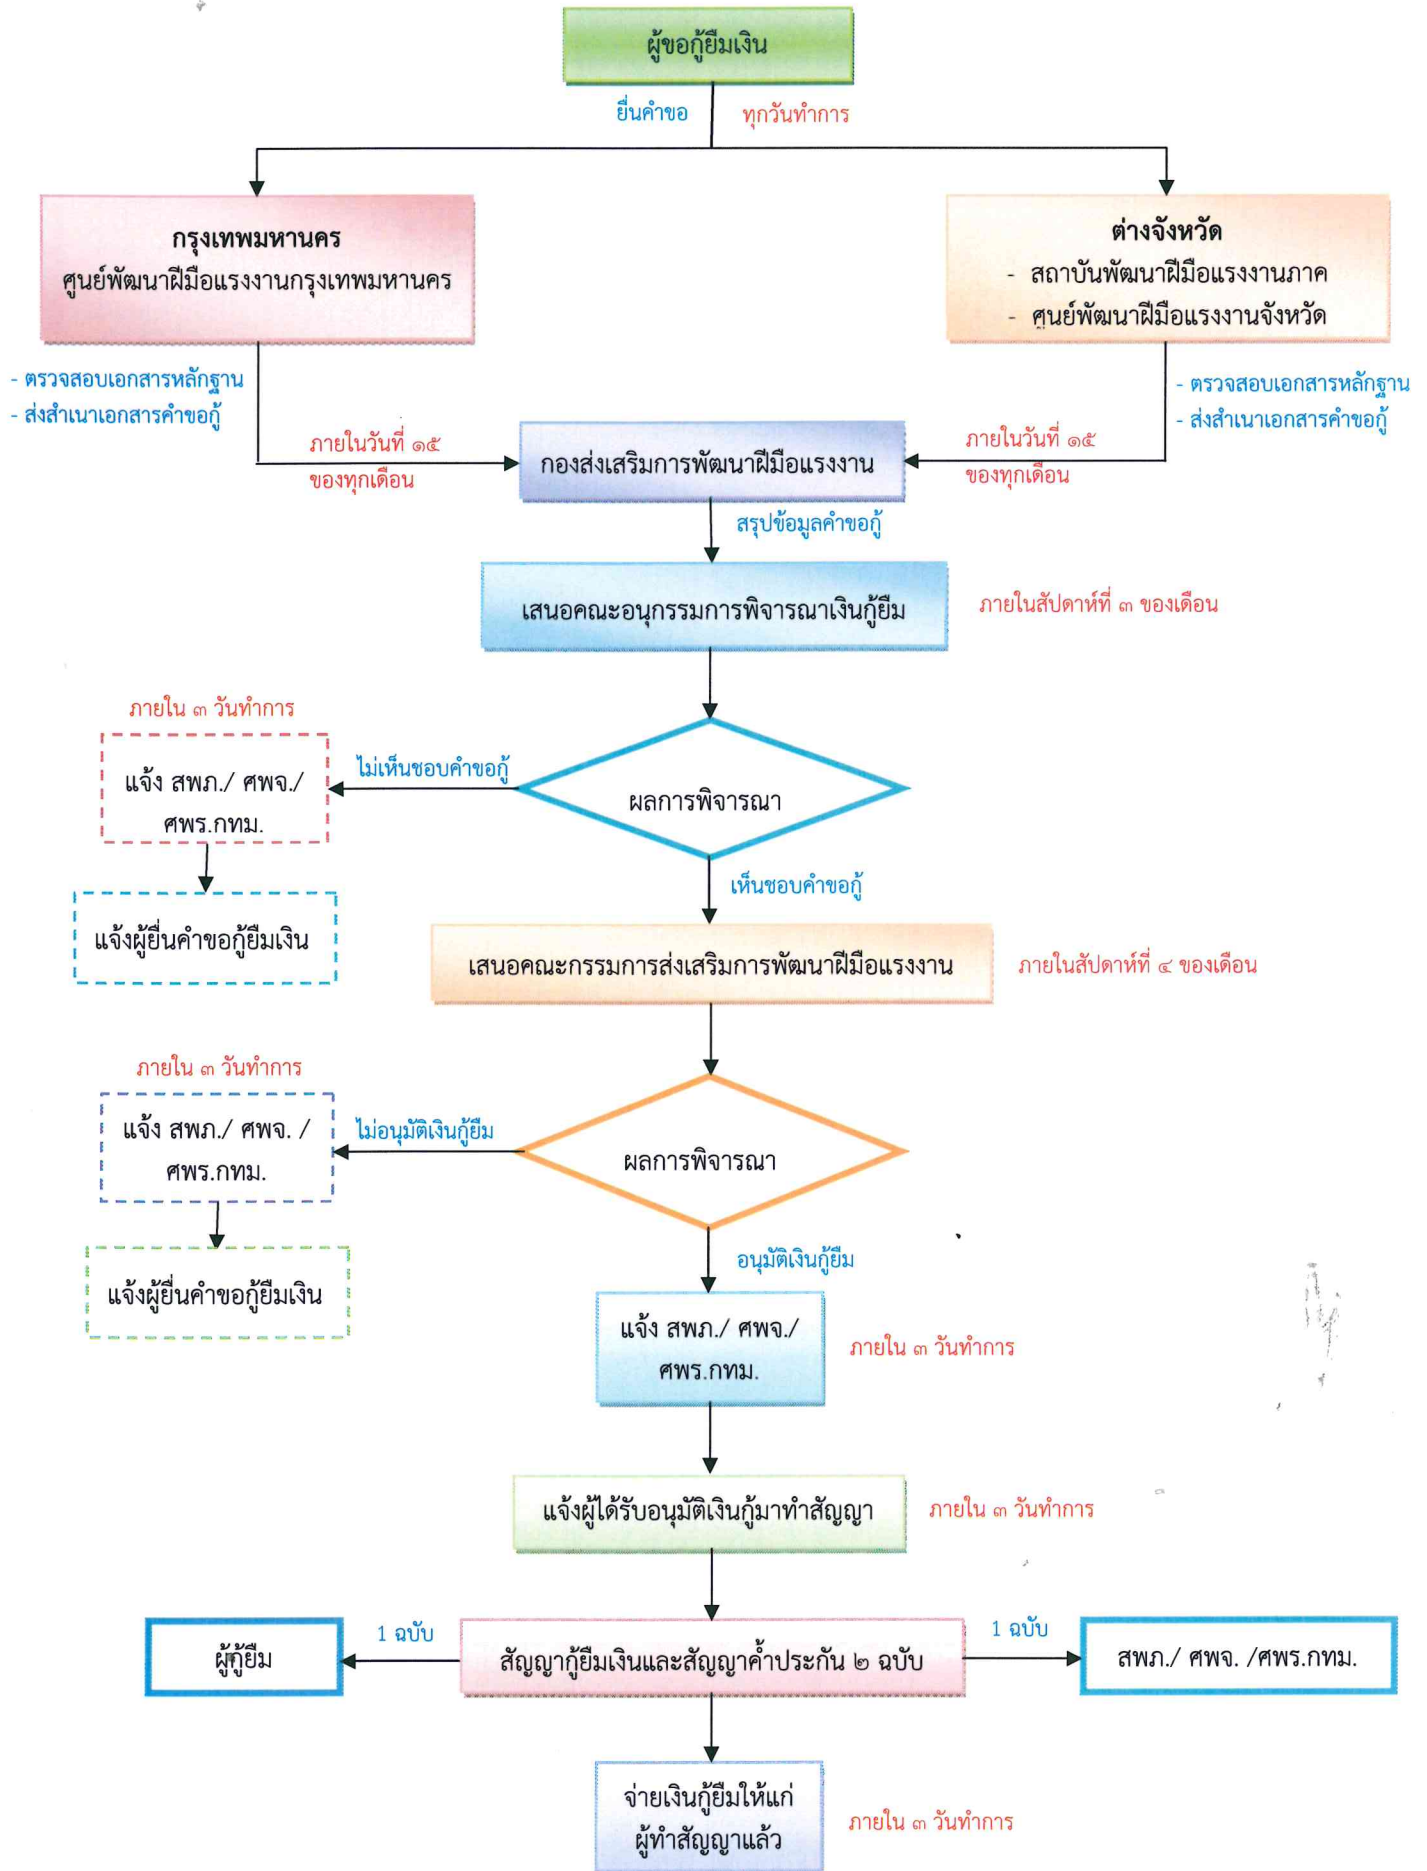 ผู้ขอกู้ยืมเงิน
ยื่นคำขอ
ทุกวันทำการ
กรุงเทพมหานคร
ศูนย์พัฒนาฝีมือแรงงานกรุงเทพมหานคร
ต่างจังหวัด
- สถาบันพัฒนาฝีมือแรงงานภาค
- ศูนย์พัฒนาฝีมือแรงงานจังหวัด
- ตรวจสอบเอกสารหลักฐาน
- ส่งสำเนาเอกสารคำขอกู้
- ตรวจสอบเอกสารหลักฐาน
- ส่งสำเนาเอกสารคำขอกู้
ภายในวันที่ ๑๕
ของทุกเดือน
กองส่งเสริมการพัฒนาฝีมือแรงงาน
ภายในวันที่ ๑๕
ของทุกเดือน
สรุปข้อมูลคำขอกู้
เสนอคณะอนุกรรมการพิจารณาเงินกู้ยืม
ภายในสัปดาห์ที่ ๓ ของเดือน
ภายใน ๓ วันทำการ
แจ้ง สพภ./ ศพจ./
ศพร.กทม.
ไม่เห็นชอบคำขอกู้
ผลการพิจารณา
เห็นชอบคำขอกู้
แจ้งผู้ยื่นคำขอกู้ยืมเงิน
เสนอคณะกรรมการส่งเสริมการพัฒนาฝีมือแรงงาน
ภายในสัปดาห์ที่ ๔ ของเดือน
ภายใน ๓ วันทำการ
แจ้ง สพภ./ ศพจ. /
ศพร.กทม.
ไม่อนุมัติเงินกู้ยืม
ผลการพิจารณา
อนุมัติเงินกู้ยืม
แจ้งผู้ยื่นคำขอกู้ยืมเงิน
แจ้ง สพภ./ ศพจ./
ศพร.กทม.
ภายใน ๓ วันทำการ
แจ้งผู้ได้รับอนุมัติเงินกู้มาทำสัญญา
ภายใน ๓ วันทำการ
ผู้กู้ยืม
1 ฉบับ
สัญญากู้ยืมเงินและสัญญาค้ำประกัน ๒ ฉบับ
1 ฉบับ
สพภ./ ศพจ. /ศพร.กทม.
จ่ายเงินกู้ยืมให้แก่
ผู้ทำสัญญาแล้ว
ภายใน ๓ วันทำการ